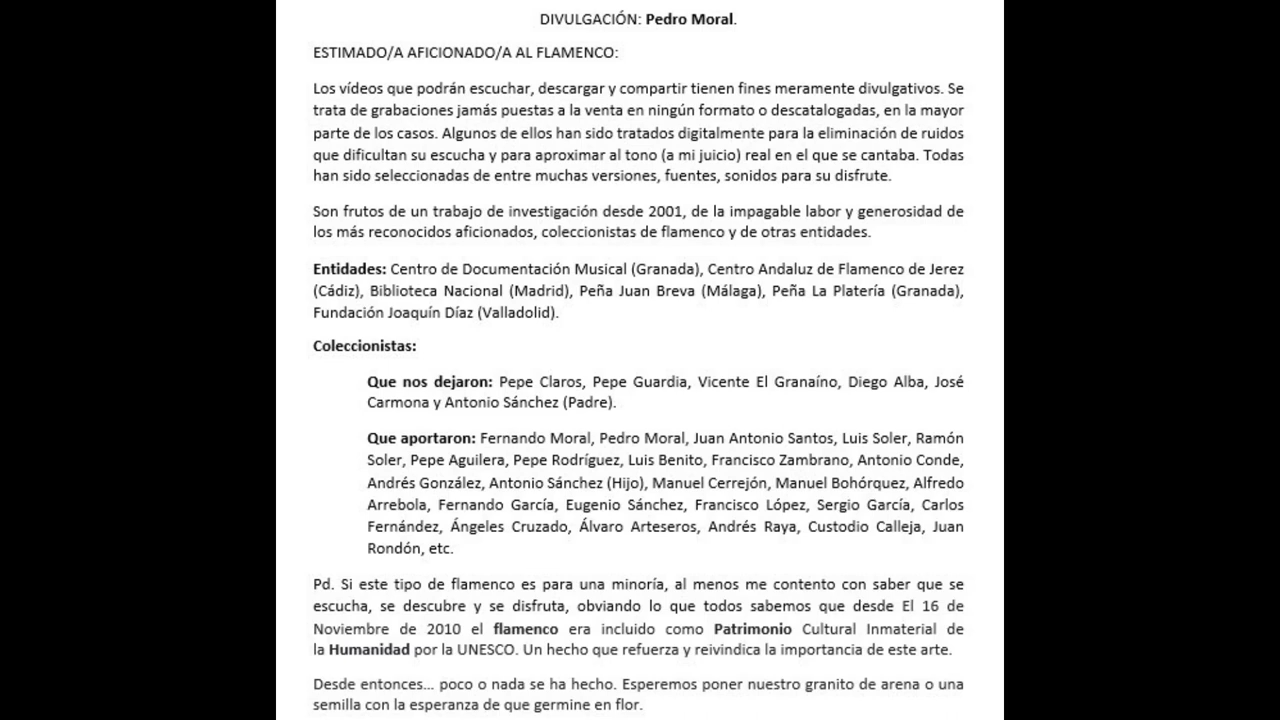 DIVULGACIÓN: Pedro Moral.
ESTIMADO/A AFICIONADO/A AL FLAMENCO:
Los vídeos que podrán escuchar, descargar y compartir tienen fines meramente divulgativos. Se
trata de grabaciones jamás puestas a la venta en ningún formato o descatalogadas, en la mayor
parte de los casos. Algunos de ellos han sido tratados digitalmente para la eliminación de ruidos
que dificultan su escucha y para aproximar al tono (a mi juicio) real en el que se cantaba. Todas
han sido seleccionadas de entre muchas versiones, fuentes, sonidos para su disfrute.
Son frutos de un trabajo de investigación desde 2001, de la impagable labor y generosidad de
los más reconocidos aficionados, coleccionistas de flamenco y de otras entidades.
Entidades: Centro de Documentación Musical (Granada), Centro Andaluz de Flamenco de Jerez
(Cádiz), Biblioteca Nacional (Madrid), Peña Juan Breva (Málaga), Peña La Platería (Granada),
Fundación Joaquín Díaz (Valladolid).
Coleccionistas:
Que nos dejaron: Pepe Claros, Pepe Guardia, Vicente El Granaíno, Diego Alba, José
Carmona y Antonio Sánchez (Padre).
Que aportaron: Fernando Moral, Pedro Moral, Juan Antonio Santos, Luis Soler, Ramón
Soler, Pepe Aguilera, Pepe Rodríguez, Luis Benito, Francisco Zambrano, Antonio Conde,
Andrés González, Antonio Sánchez (Hijo), Manuel Cerrejón, Manuel Bohórquez, Alfredo
Arrebola, Fernando García, Eugenio Sánchez, Francisco López, Sergio García, Carlos
Fernández, Ángeles Cruzado, Álvaro Arteseros, Andrés Raya, Custodio Calleja, Juan
Rondón, etc.
Pd. Si este tipo de flamenco es para una minoría, al menos me contento con saber que se
escucha, se descubre y se disfruta, obviando lo que todos sabemos que desde El 16 de
Noviembre de 2010 el flamenco era incluido como Patrimonio Cultural Inmaterial de
la Humanidad por la UNESCO. Un hecho que refuerza y reivindica la importancia de este arte.
Desde entonces... poco o nada se ha hecho. Esperemos poner nuestro granito de arena o una
semilla con la esperanza de que germine en flor.